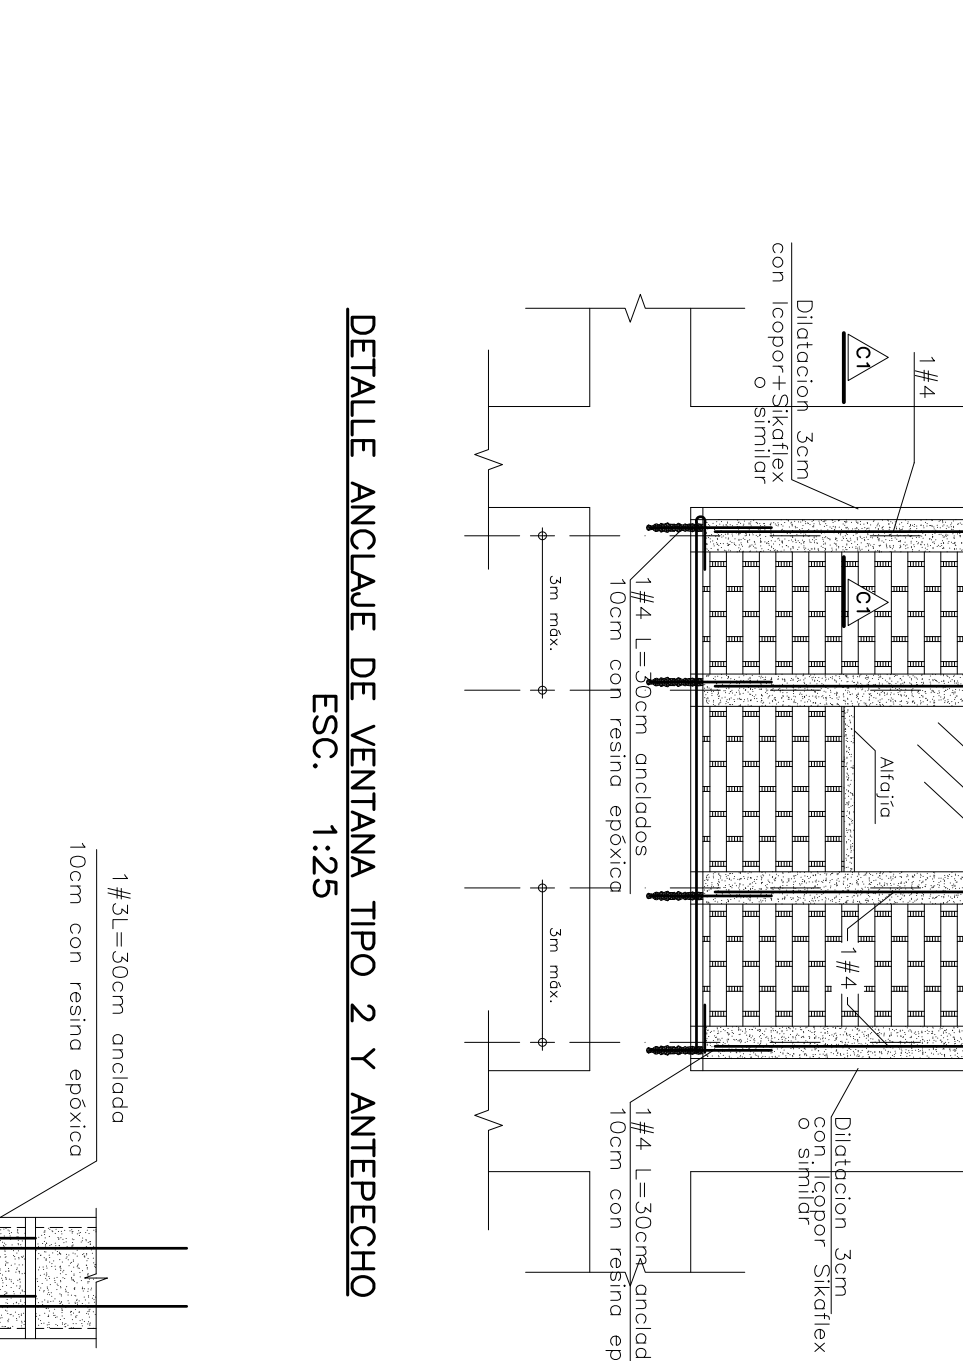 1#4
C1
Dilatacion 3cm
con Icopor+Sikaflex
o similar
C1
Alfajía
1#4
Dilatacion 3cm
con Icopor Sikaflex
o similar
1#4 L=30cm anclados
10cm con resina epóxica
1#4 L=30cm anclad
10cm con resina ep
3m máx.
3m máx.
DETALLE ANCLAJE DE VENTANA TIPO 2 Y ANTEPECHO
ESC. 1:25
1#3L=30cm anclada
10cm con resina epóxica